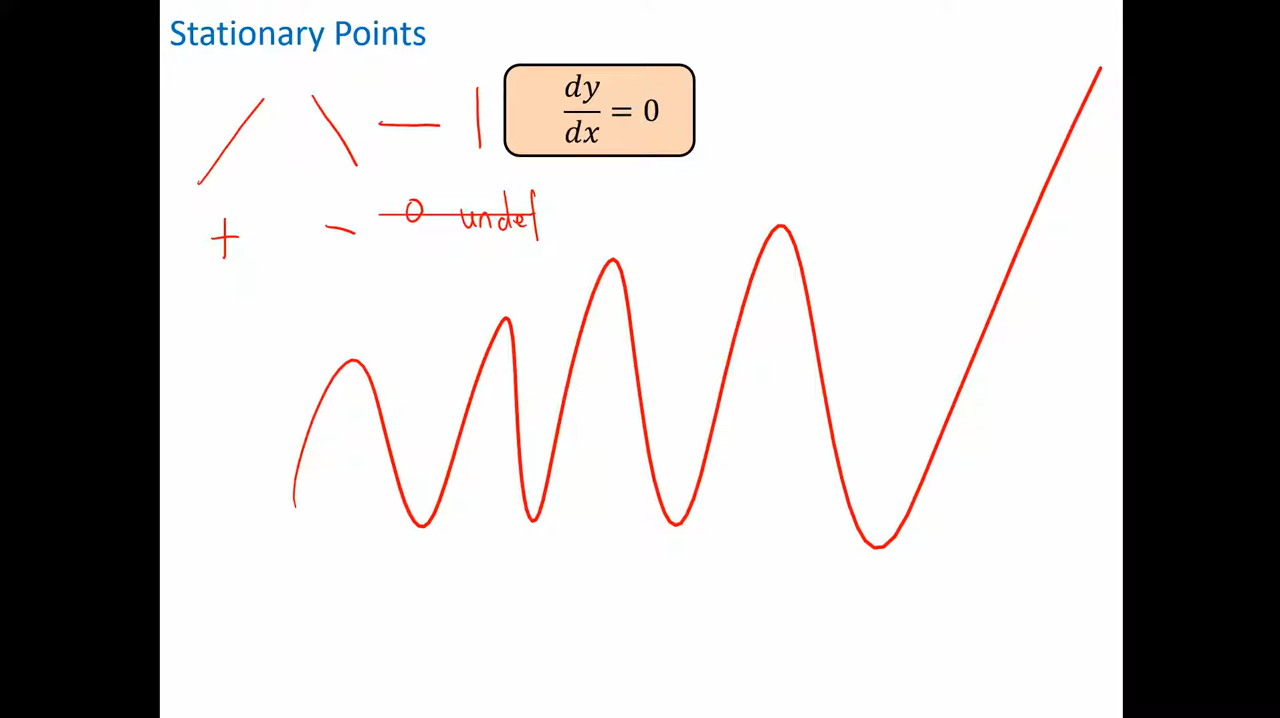 Stationary Points
dy/dx = 0
+ - 0 undef